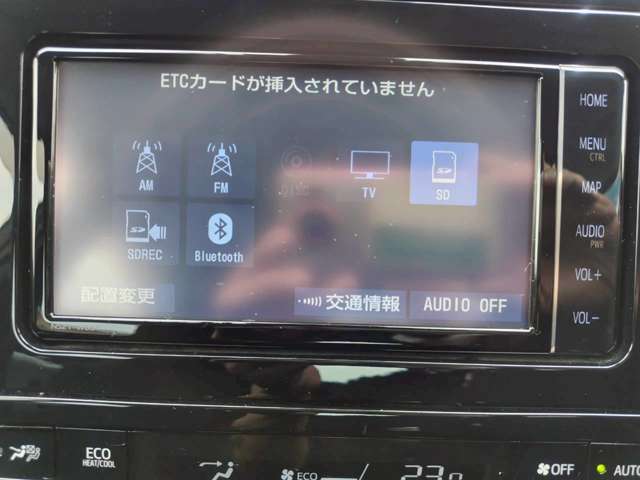 ETCカードが挿入されていません
HOME
MENU
CTRL
MAP
AUDIO
PWR
VOL+
VOL-
AM
FM
TV
SD
SDREC
Bluetooth
配置変更
交通情報
AUDIO OFF
ECO
HEAT/COOL
ECO
23.0
OFF
AUTO